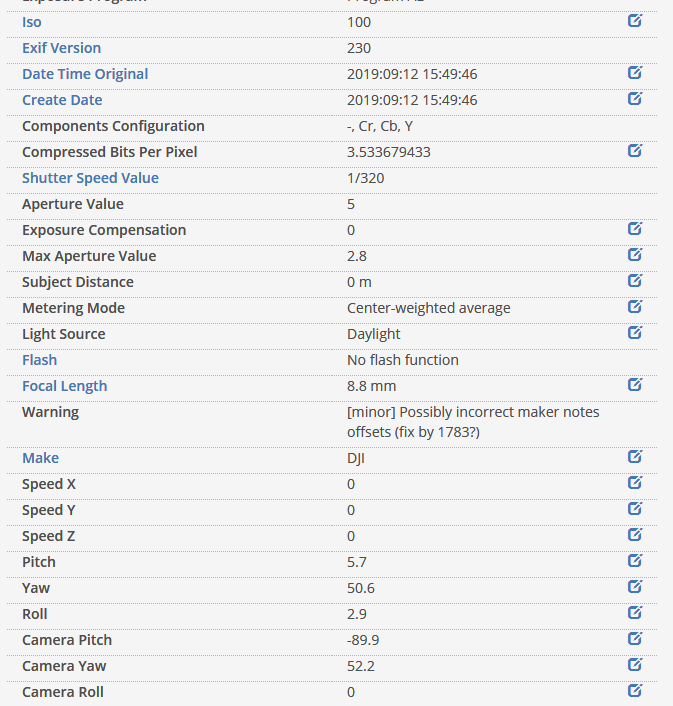 Exposure Program Program AE
Iso 100
Exif Version 230
Date Time Original 2019:09:12 15:49:46
Create Date 2019:09:12 15:49:46
Components Configuration -, Cr, Cb, Y
Compressed Bits Per Pixel 3.533679433
Shutter Speed Value 1/320
Aperture Value 5
Exposure Compensation 0
Max Aperture Value 2.8
Subject Distance 0 m
Metering Mode Center-weighted average
Light Source Daylight
Flash No flash function
Focal Length 8.8 mm
Warning [minor] Possibly incorrect maker notes
offsets (fix by 1783?)
Make DJI
Speed X 0
Speed Y 0
Speed Z 0
Pitch 5.7
Yaw 50.6
Roll 2.9
Camera Pitch -89.9
Camera Yaw 52.2
Camera Roll 0